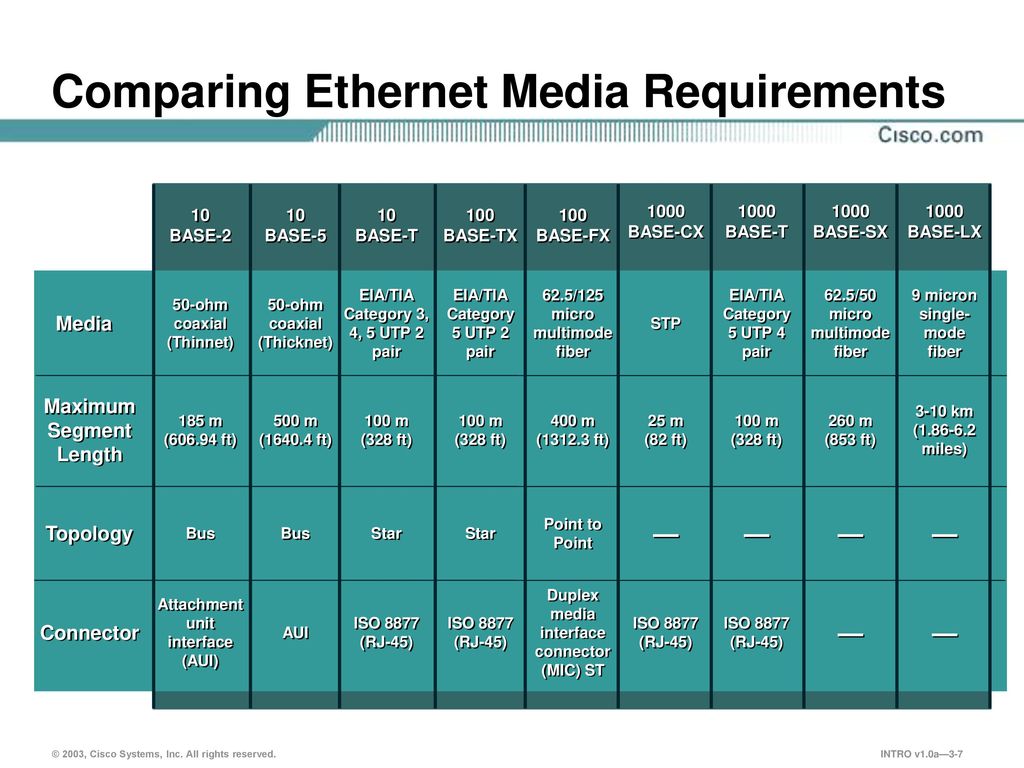 Comparing Ethernet Media Requirements
Cisco.com
10
BASE-2
10
BASE-5
10
BASE-T
100
BASE-TX
100
BASE-FX
1000
BASE-CX
1000
BASE-T
1000
BASE-SX
1000
BASE-LX
Media
50-ohm
coaxial
(Thinnet)
50-ohm
coaxial
(Thicknet)
EIA/TIA
Category 3,
4, 5 UTP 2
pair
EIA/TIA
Category
5 UTP 2
pair
62.5/125
micro
multimode
fiber
STP
EIA/TIA
Category
5 UTP 4
pair
62.5/50
micro
multimode
fiber
9 micron
single-
mode
fiber
Maximum
Segment
Length
185 m
(606.94 ft)
500 m
(1640.4 ft)
100 m
(328 ft)
100 m
(328 ft)
400 m
(1312.3 ft)
25 m
(82 ft)
100 m
(328 ft)
260 m
(853 ft)
3-10 km
(1.86-6.2
miles)
Topology
Bus
Bus
Star
Star
Point to
Point
—
—
—
—
Connector
Attachment
unit
interface
(AUI)
AUI
ISO 8877
(RJ-45)
ISO 8877
(RJ-45)
Duplex
media
interface
connector
(MIC) ST
ISO 8877
(RJ-45)
ISO 8877
(RJ-45)
—
—
© 2003, Cisco Systems, Inc. All rights reserved.
INTRO v1.0a—3-7